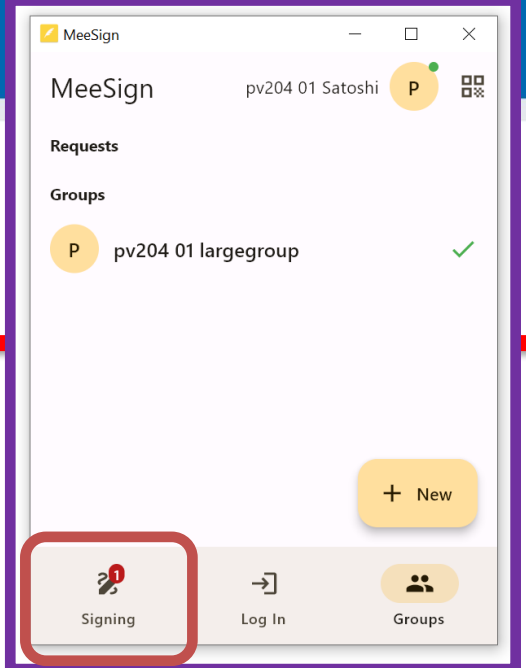 MeeSign
MeeSign
pv204 01 Satoshi
P
Requests
Groups
P
pv204 01 largegroup
+ New
1
Signing
Log In
Groups